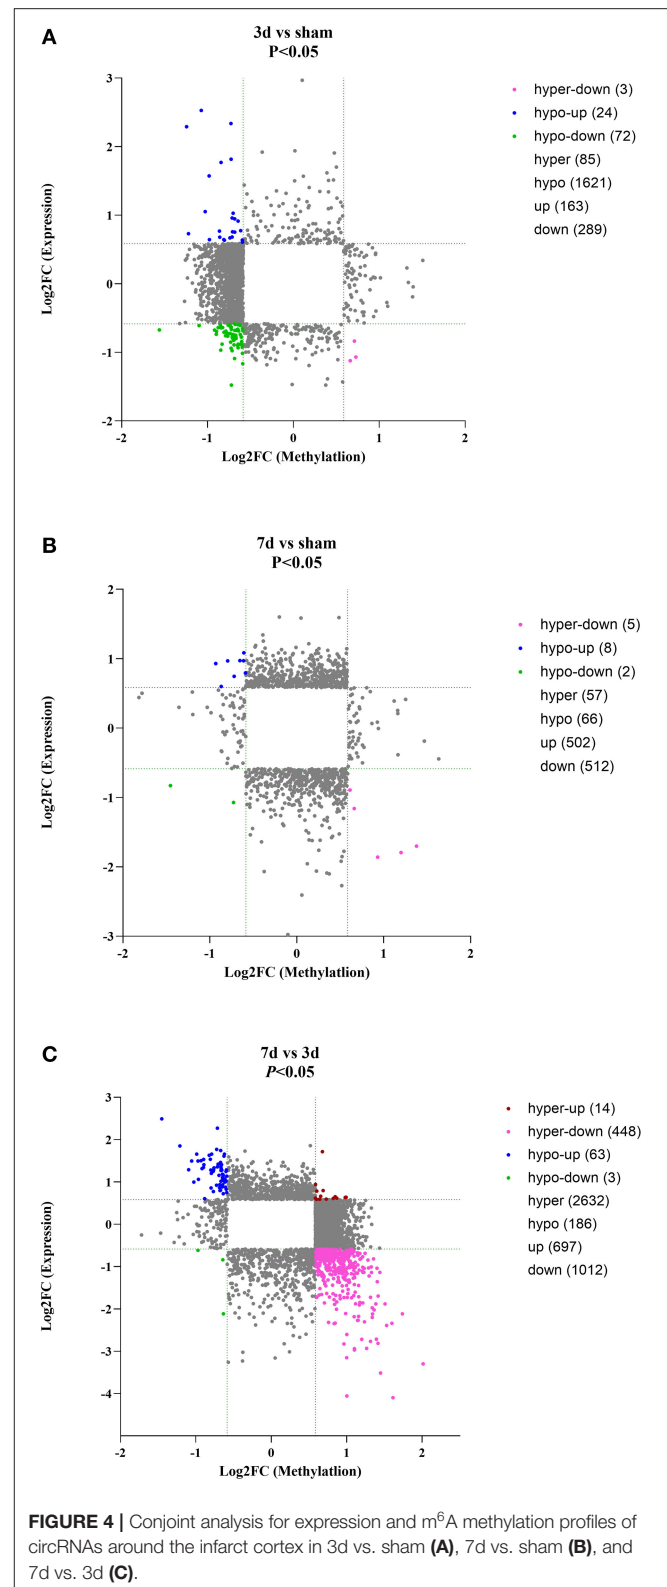 A
3d vs sham
P<0.05
3
2
1
0
-1
-2
-2
-1
0
1
2
Log2FC (Expression)
Log2FC (Methylatlion)
hyper-down (3)
hypo-up (24)
hypo-down (72)
hyper (85)
hypo (1621)
up (163)
down (289)
B
7d vs sham
P<0.05
2
1
0
-1
-2
-3
-2
-1
0
1
2
Log2FC (Expression)
Log2FC (Methylatlion)
hyper-down (5)
hypo-up (8)
hypo-down (2)
hyper (57)
hypo (66)
up (502)
down (512)
C
7d vs 3d
P<0.05
3
2
1
0
-1
-2
-3
-4
-2
-1
0
1
2
Log2FC (Expression)
Log2FC (Methylatlion)
hyper-up (14)
hyper-down (448)
hypo-up (63)
hypo-down (3)
hyper (2632)
hypo (186)
up (697)
down (1012)
FIGURE 4 | Conjoint analysis for expression and m⁶A methylation profiles of
circRNAs around the infarct cortex in 3d vs. sham (A), 7d vs. sham (B), and
7d vs. 3d (C).